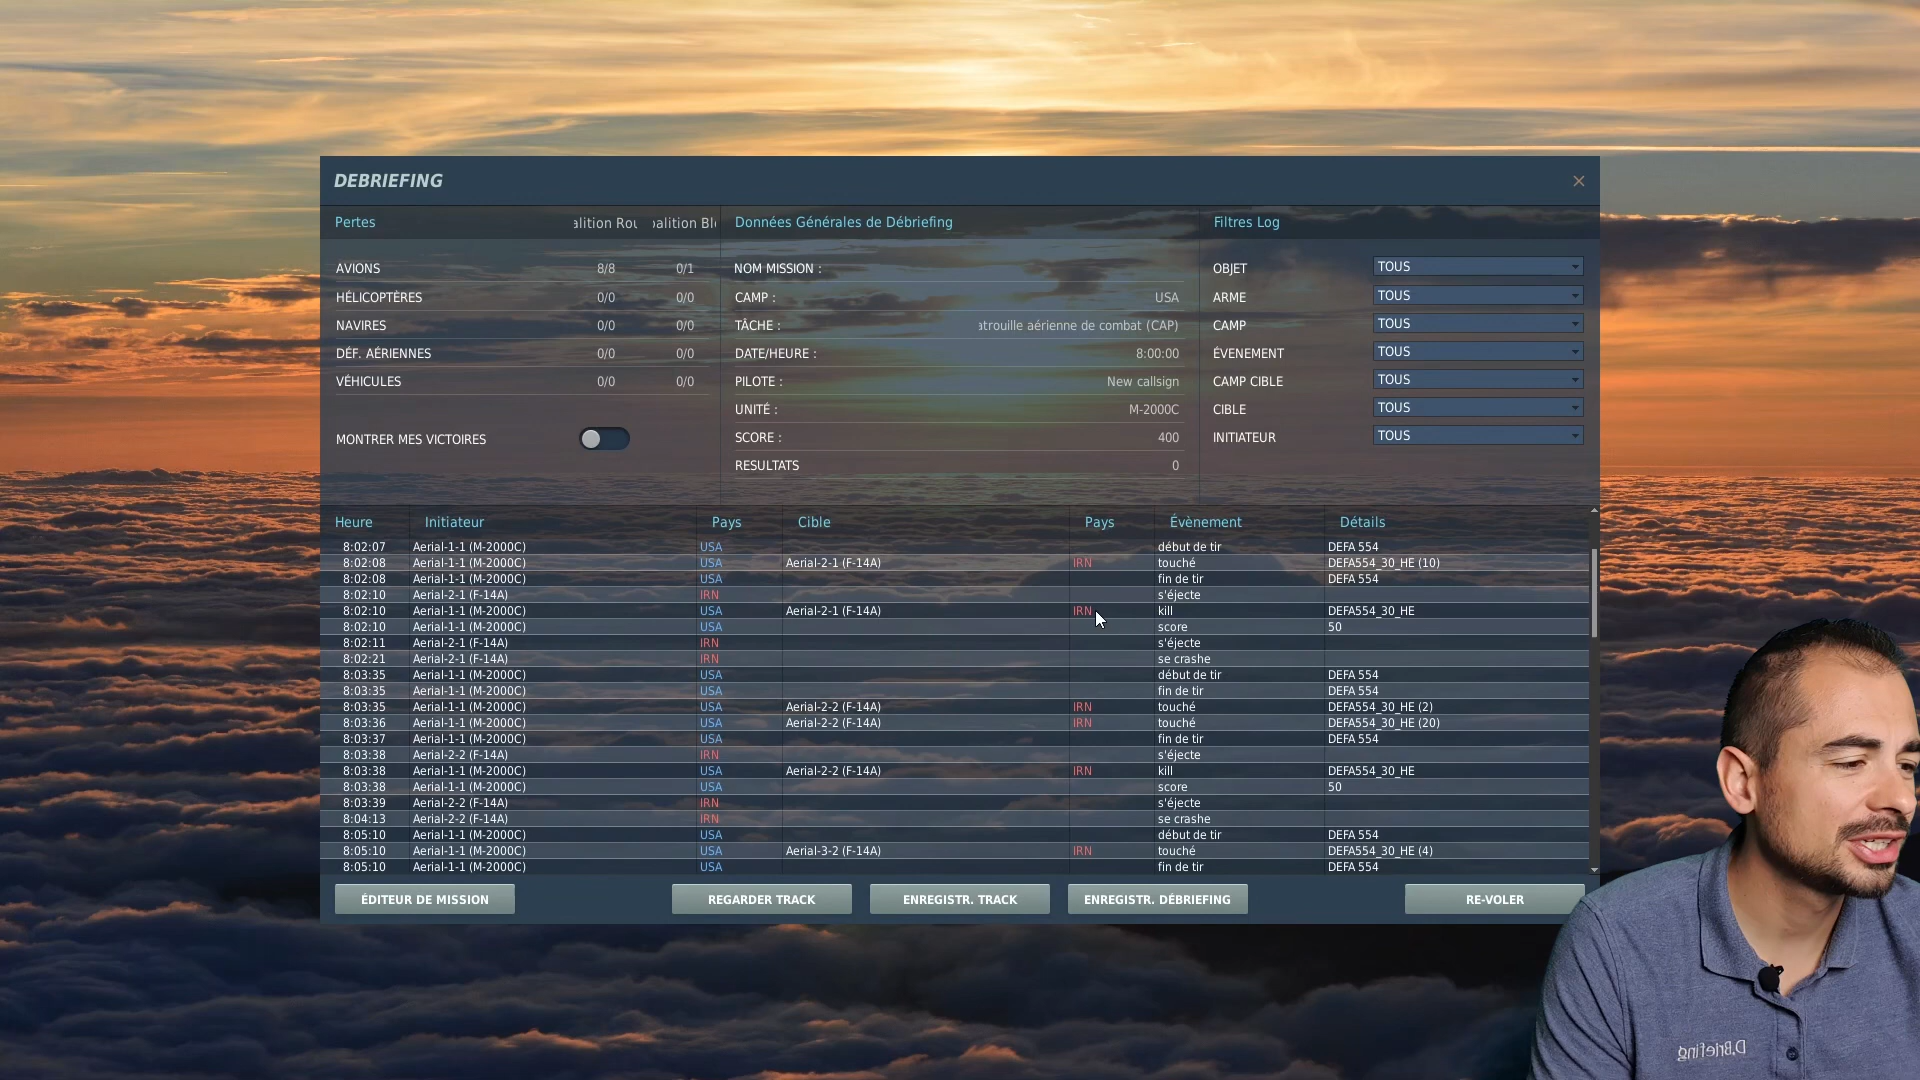 DEBRIEFING
Pertes alition Rou alition Bl Données Générales de Débriefing Filtres Log
AVIONS 8/8 0/1 NOM MISSION : OBJET TOUS
HÉLICOPTÈRES 0/0 0/0 CAMP : USA ARME TOUS
NAVIRES 0/0 0/0 TÂCHE : atrouille aérienne de combat (CAP) CAMP TOUS
DÉF. AÉRIENNES 0/0 0/0 DATE/HEURE : 8:00:00 ÉVENEMENT TOUS
VÉHICULES 0/0 0/0 PILOTE : New callsign CAMP CIBLE TOUS
UNITÉ : M-2000C CIBLE TOUS
MONTRER MES VICTOIRES SCORE : 400 INITIATEUR TOUS
RESULTATS 0
Heure Initiateur Pays Cible Pays Évènement Détails
8:02:07 Aerial-1-1 (M-2000C) USA début de tir DEFA 554
8:02:08 Aerial-1-1 (M-2000C) USA Aerial-2-1 (F-14A) IRN touché DEFA554_30_HE (10)
8:02:08 Aerial-1-1 (M-2000C) USA fin de tir DEFA 554
8:02:10 Aerial-2-1 (F-14A) IRN s'éjecte
8:02:10 Aerial-1-1 (M-2000C) USA Aerial-2-1 (F-14A) IRN kill DEFA554_30_HE
8:02:10 Aerial-1-1 (M-2000C) USA score 50
8:02:11 Aerial-2-1 (F-14A) IRN s'éjecte
8:02:21 Aerial-2-1 (F-14A) IRN se crashe
8:03:35 Aerial-1-1 (M-2000C) USA début de tir DEFA 554
8:03:35 Aerial-1-1 (M-2000C) USA fin de tir DEFA 554
8:03:35 Aerial-1-1 (M-2000C) USA Aerial-2-2 (F-14A) IRN touché DEFA554_30_HE (2)
8:03:36 Aerial-1-1 (M-2000C) USA Aerial-2-2 (F-14A) IRN touché DEFA554_30_HE (20)
8:03:37 Aerial-1-1 (M-2000C) USA fin de tir DEFA 554
8:03:38 Aerial-2-2 (F-14A) IRN s'éjecte
8:03:38 Aerial-1-1 (M-2000C) USA Aerial-2-2 (F-14A) IRN kill DEFA554_30_HE
8:03:38 Aerial-1-1 (M-2000C) USA score 50
8:03:39 Aerial-2-2 (F-14A) IRN s'éjecte
8:04:13 Aerial-2-2 (F-14A) IRN se crashe
8:05:10 Aerial-1-1 (M-2000C) USA début de tir DEFA 554
8:05:10 Aerial-1-1 (M-2000C) USA Aerial-3-2 (F-14A) IRN touché DEFA554_30_HE (4)
8:05:10 Aerial-1-1 (M-2000C) USA fin de tir DEFA 554
ÉDITEUR DE MISSION REGARDER TRACK ENREGISTR. TRACK ENREGISTR. DÉBRIEFING RE-VOLER
D.Briefing